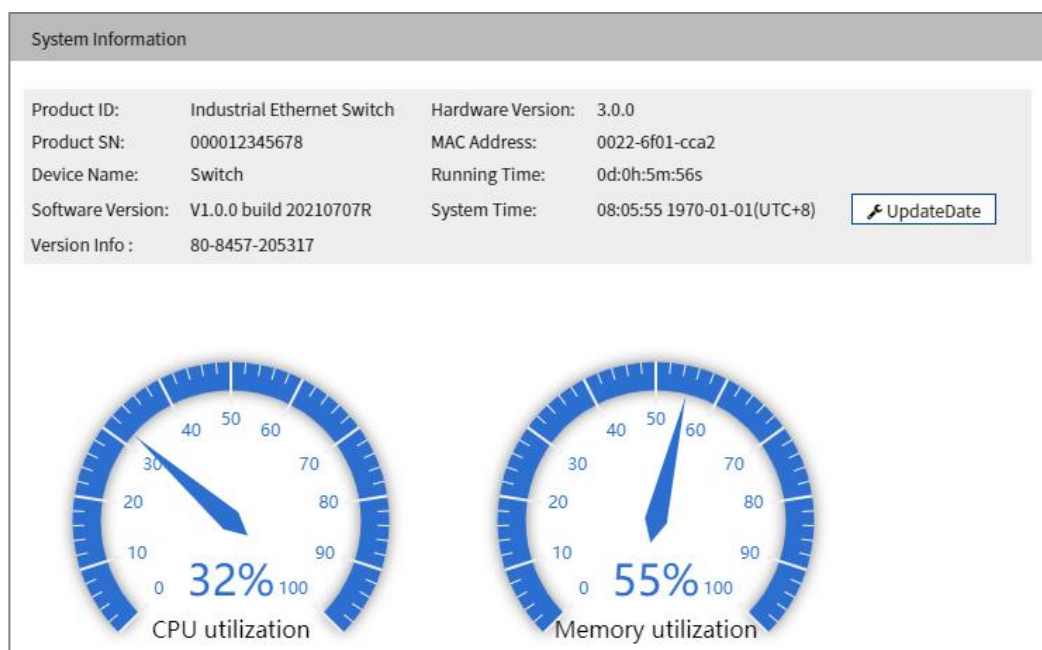 System Information
Product ID: Industrial Ethernet Switch Hardware Version: 3.0.0
Product SN: 000012345678 MAC Address: 0022-6f01-cca2
Device Name: Switch Running Time: 0d:0h:5m:56s
Software Version: V1.0.0 build 20210707R System Time: 08:05:55 1970-01-01(UTC+8) UpdateDate
Version Info : 80-8457-205317
0 10 20 30 40 50 60 70 80 90 100
32%
CPU utilization
0 10 20 30 40 50 60 70 80 90 100
55%
Memory utilization